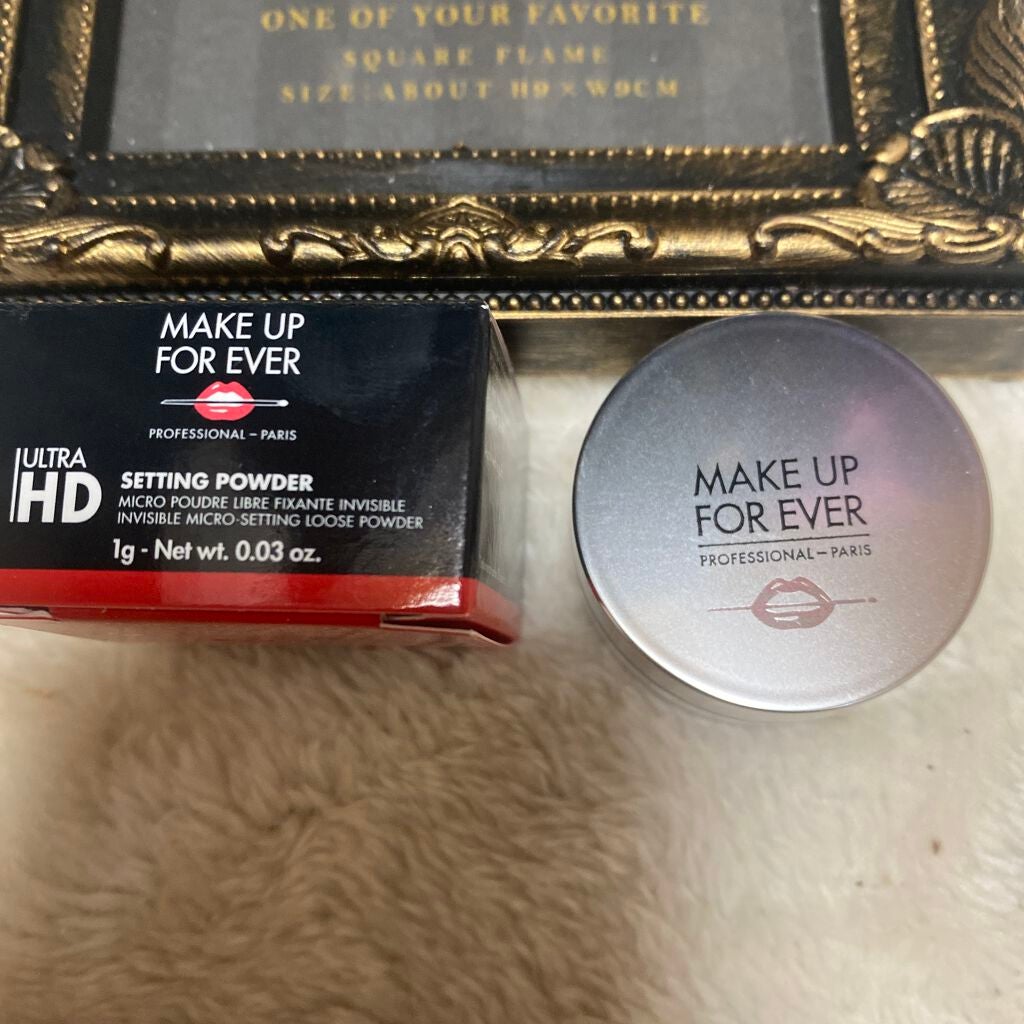 ONE OF YOUR FAVORITE
SQUARE FLAME
SIZE:ABOUT H9×W9CM
MAKE UP
FOR EVER
PROFESSIONAL – PARIS
ULTRA
HD
SETTING POWDER
MICRO POUDRE LIBRE FIXANTE INVISIBLE
INVISIBLE MICRO-SETTING LOOSE POWDER
1g - Net wt. 0.03 oz.
MAKE UP
FOR EVER
PROFESSIONAL – PARIS